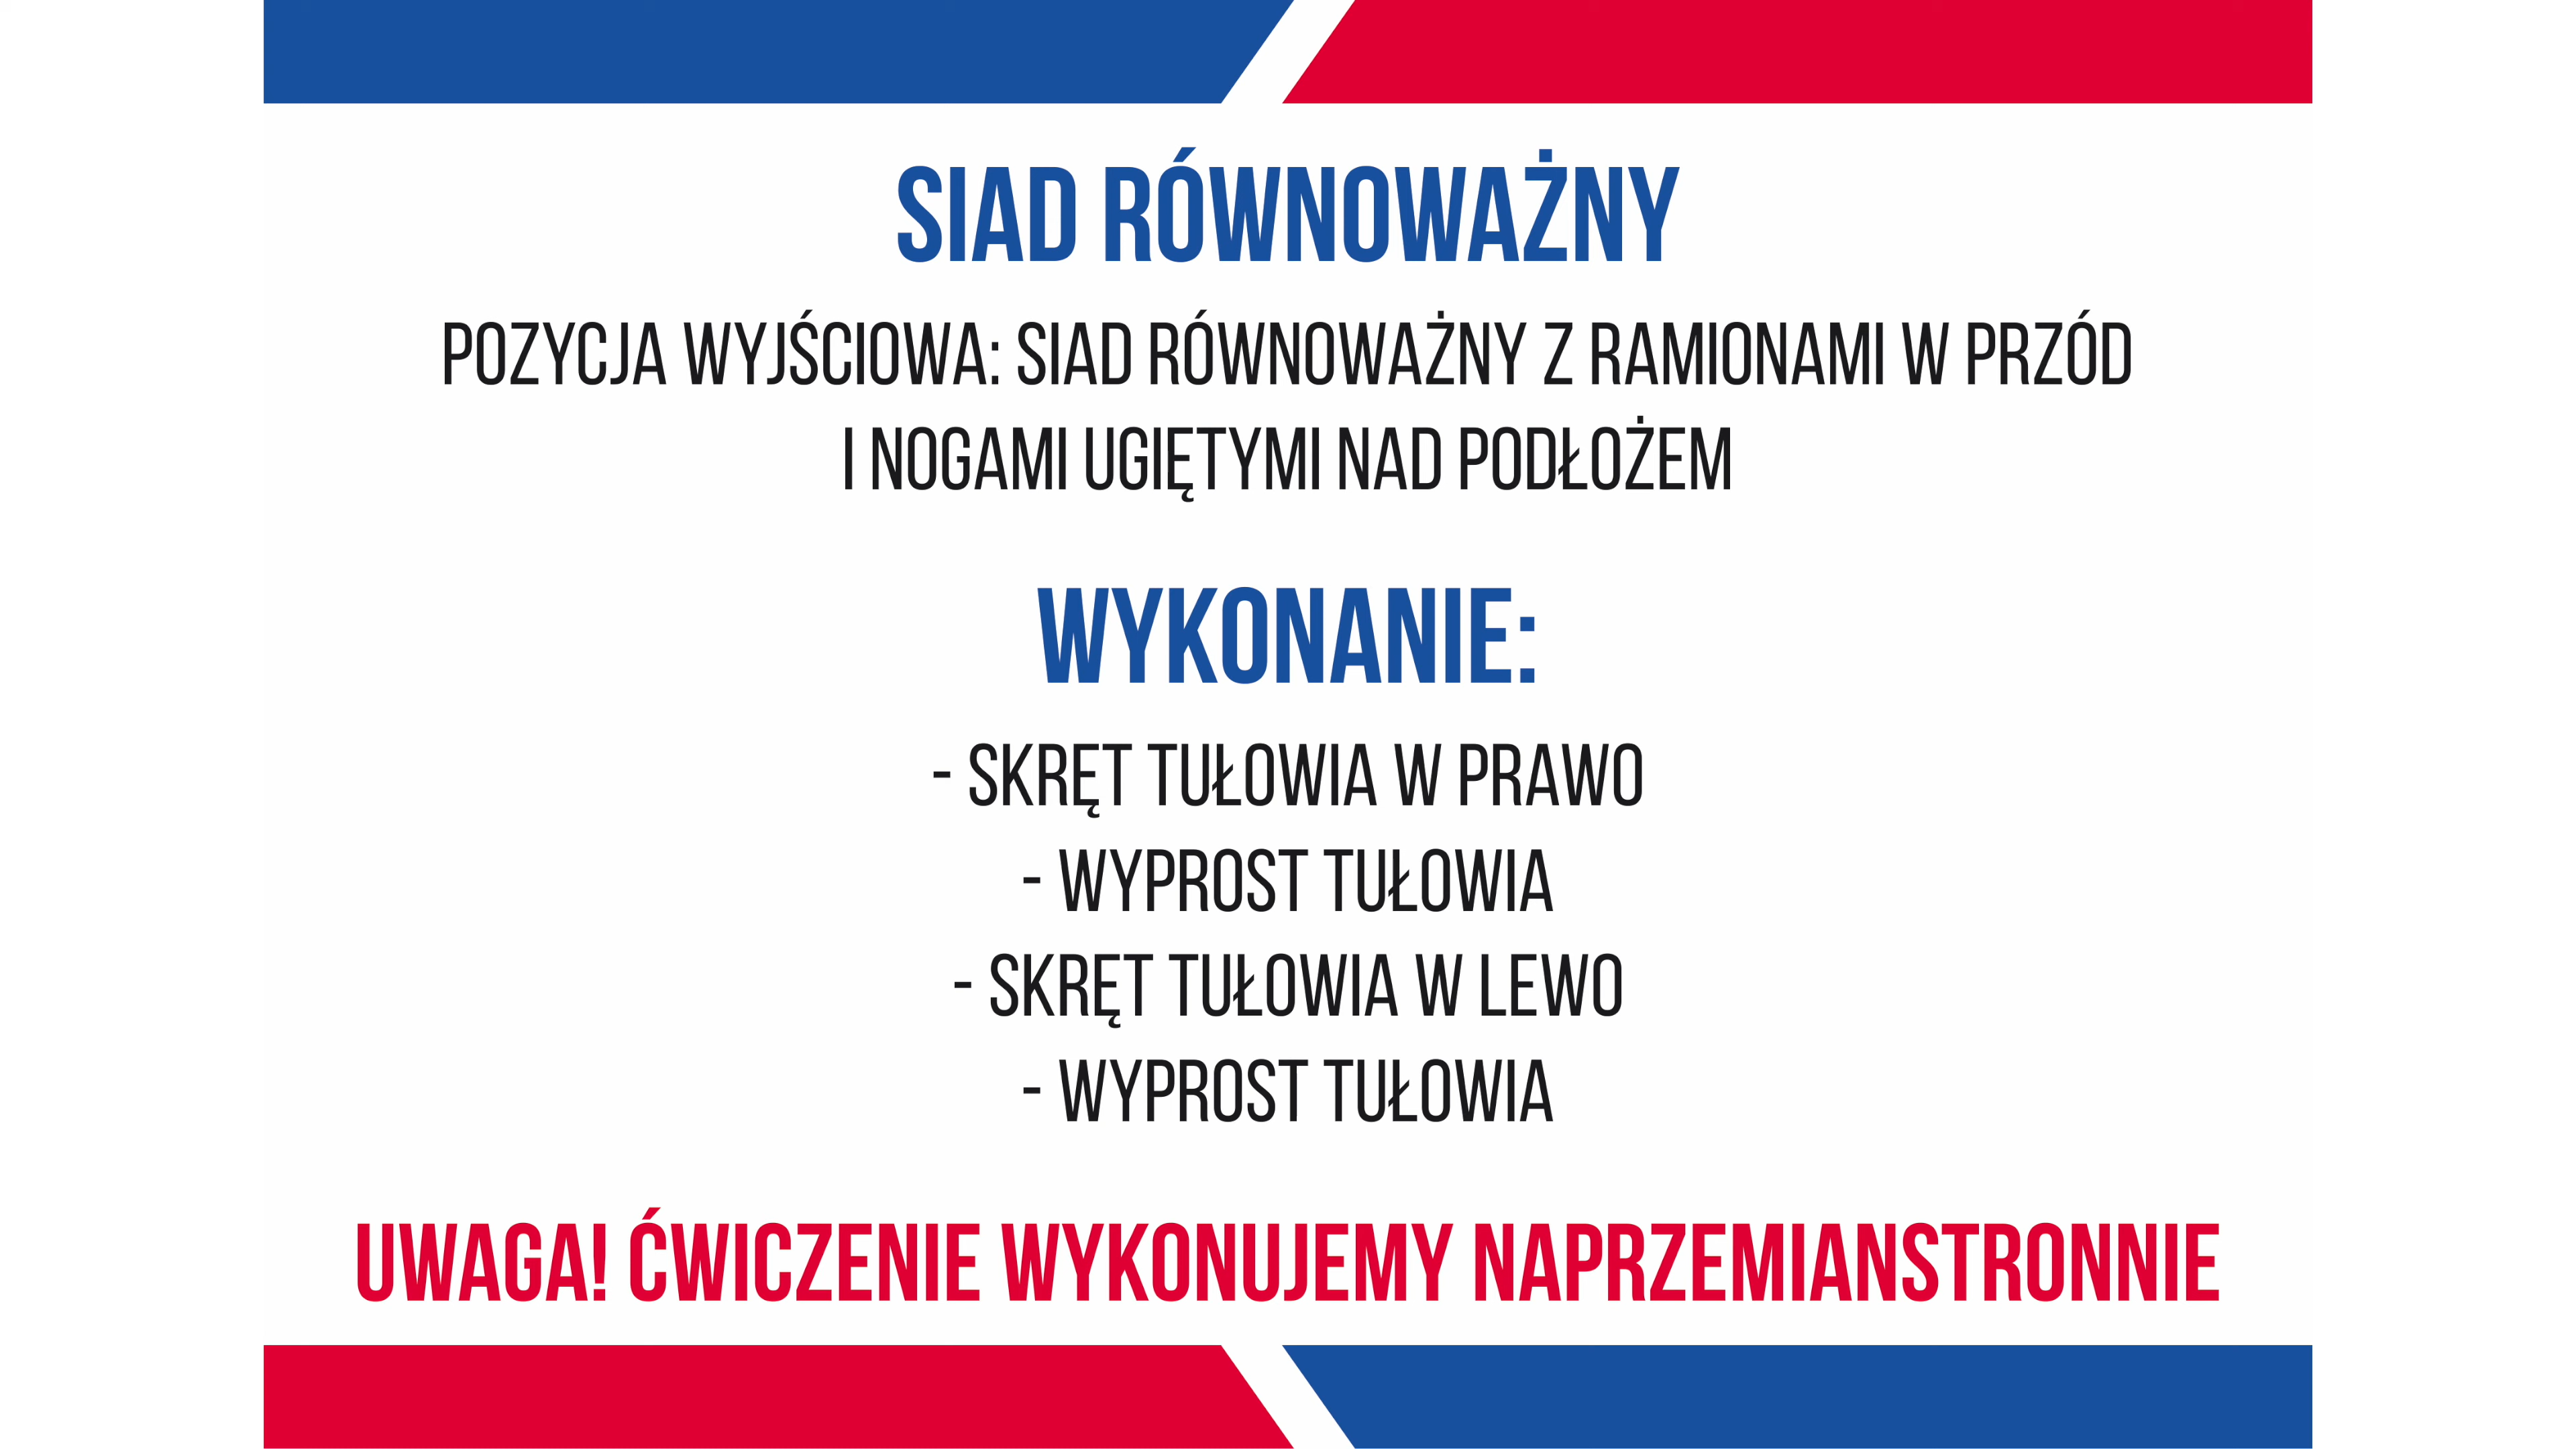 SIAD RÓWNOWAŻNY
POZYCJA WYJŚCIOWA: SIAD RÓWNOWAŻNY Z RAMIONAMI W PRZÓD
I NOGAMI UGIĘTYMI NAD PODŁOŻEM
WYKONANIE:
- SKRĘT TUŁOWIA W PRAWO
- WYPROST TUŁOWIA
- SKRĘT TUŁOWIA W LEWO
- WYPROST TUŁOWIA
UWAGA! ĆWICZENIE WYKONUJEMY NAPRZEMIANSTRONNIE